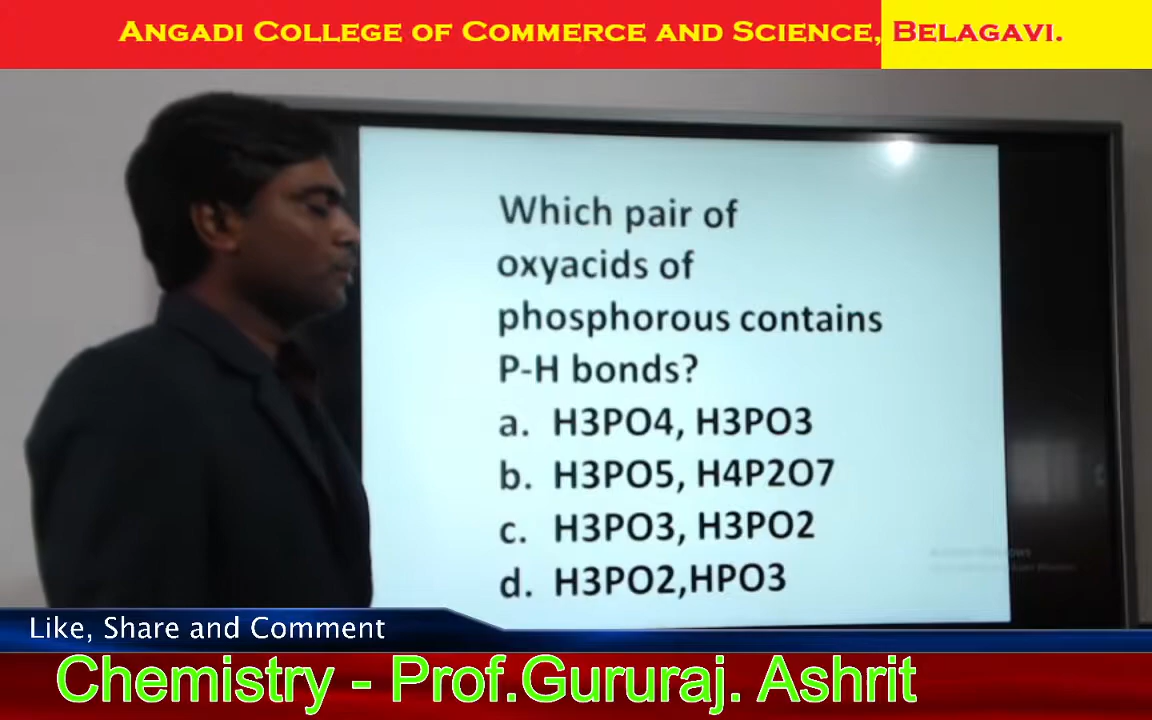 Angadi College of Commerce and Science, Belagavi.
Which pair of
oxyacids of
phosphorous contains
P-H bonds?
a. H3PO4, H3PO3
b. H3PO5, H4P2O7
c. H3PO3, H3PO2
d. H3PO2,HPO3
Like, Share and Comment
Chemistry - Prof.Gururaj. Ashrit